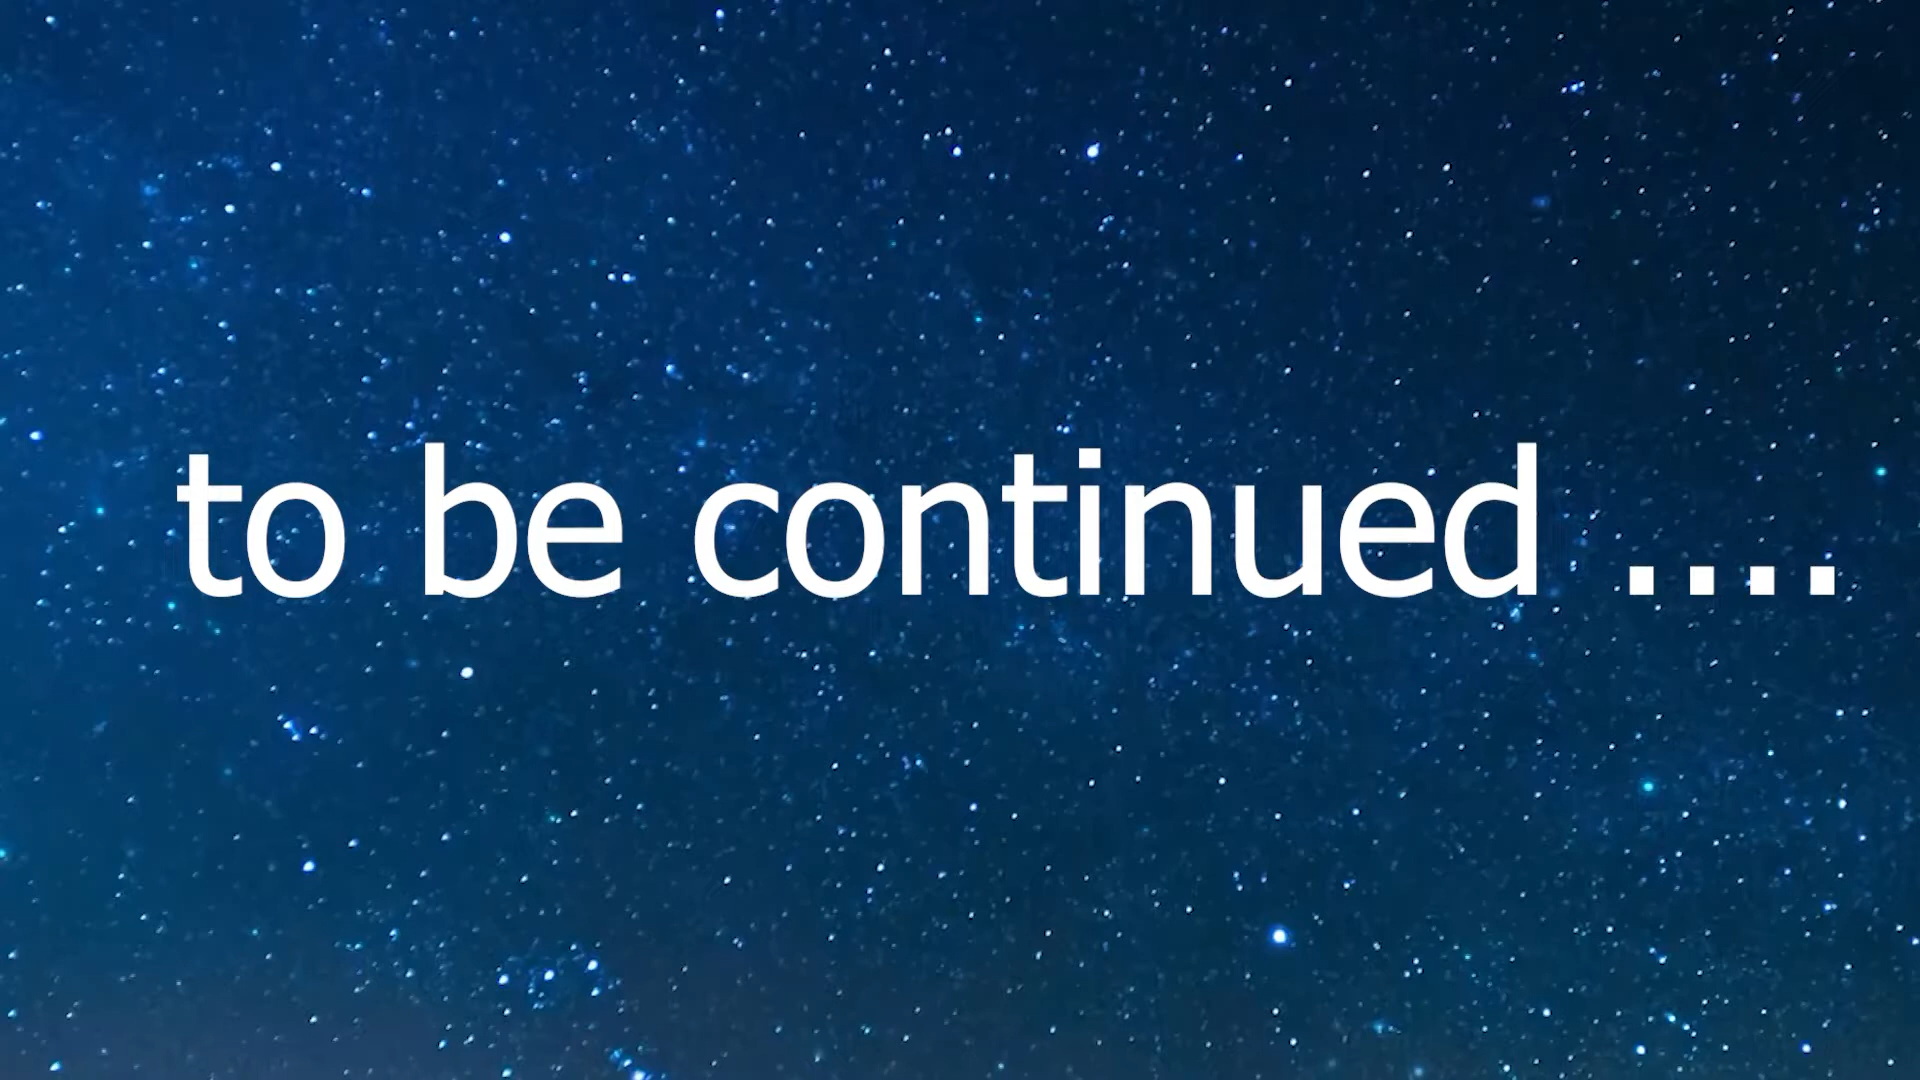 to be continued ....